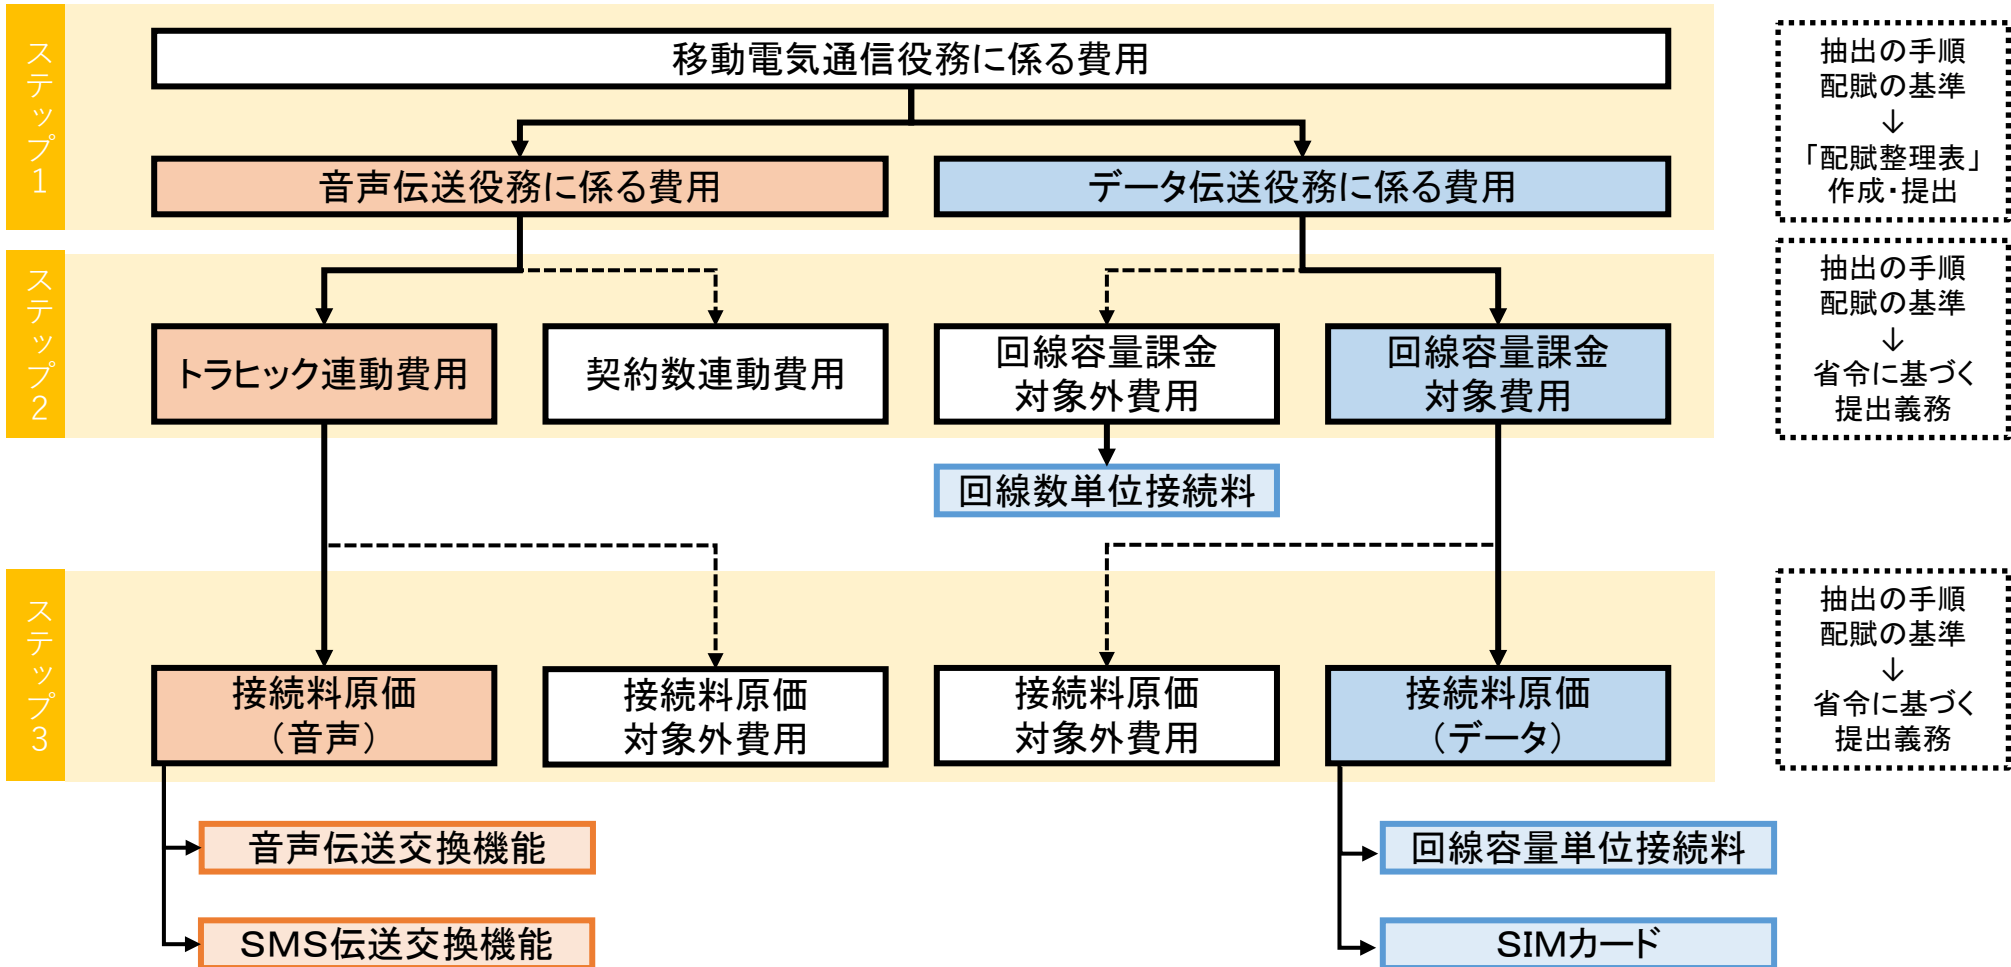 ステップ1
移動電気通信役務に係る費用
音声伝送役務に係る費用
データ伝送役務に係る費用
抽出の手順
配賦の基準
↓
「配賦整理表」
作成・提出
ステップ2
トラヒック連動費用
契約数連動費用
回線容量課金
対象外費用
回線容量課金
対象費用
回線数単位接続料
抽出の手順
配賦の基準
↓
省令に基づく
提出義務
ステップ3
接続料原価
（音声）
接続料原価
対象外費用
接続料原価
対象外費用
接続料原価
（データ）
抽出の手順
配賦の基準
↓
省令に基づく
提出義務
音声伝送交換機能
SMS伝送交換機能
回線容量単位接続料
SIMカード